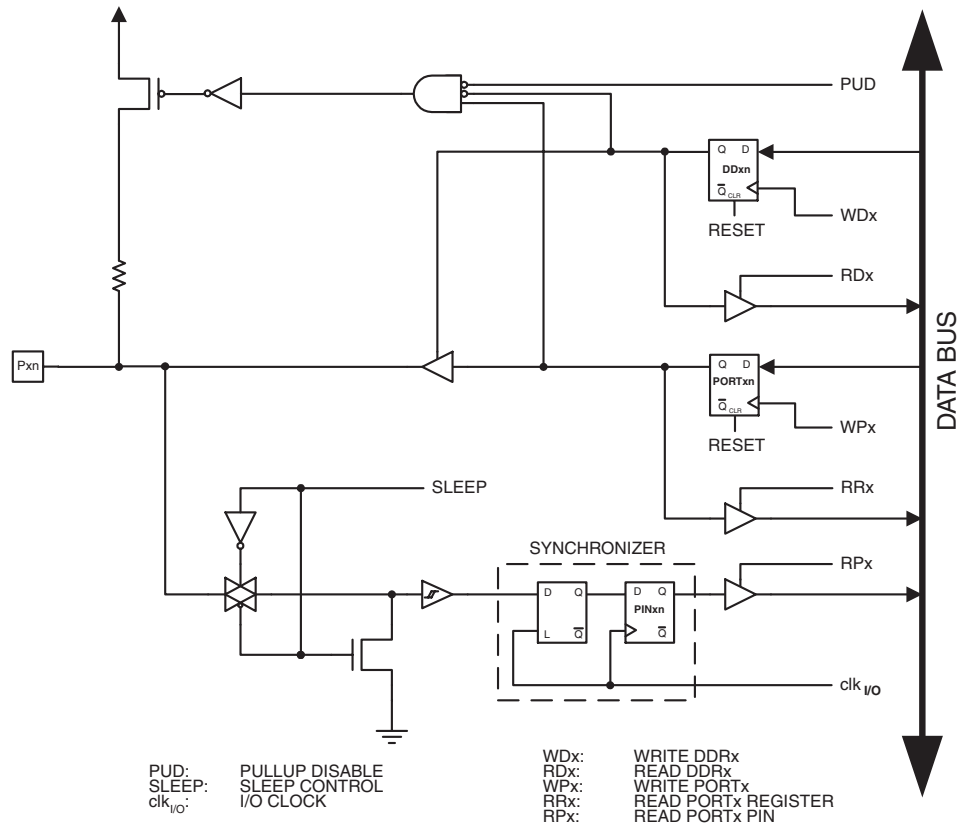 PUD
Q D
DDxn
Q CLR
WDx
RESET
RDx
Pxn
Q D
PORTxn
Q CLR
WPx
RESET
DATA BUS
SLEEP
RRx
SYNCHRONIZER
RPx
D Q
L Q
D Q
PINxn
Q
clk I/O
PUD: PULLUP DISABLE
SLEEP: SLEEP CONTROL
clk I/O: I/O CLOCK
WDx: WRITE DDRx
RDx: READ DDRx
WPx: WRITE PORTx
RRx: READ PORTx REGISTER
RPx: READ PORTx PIN